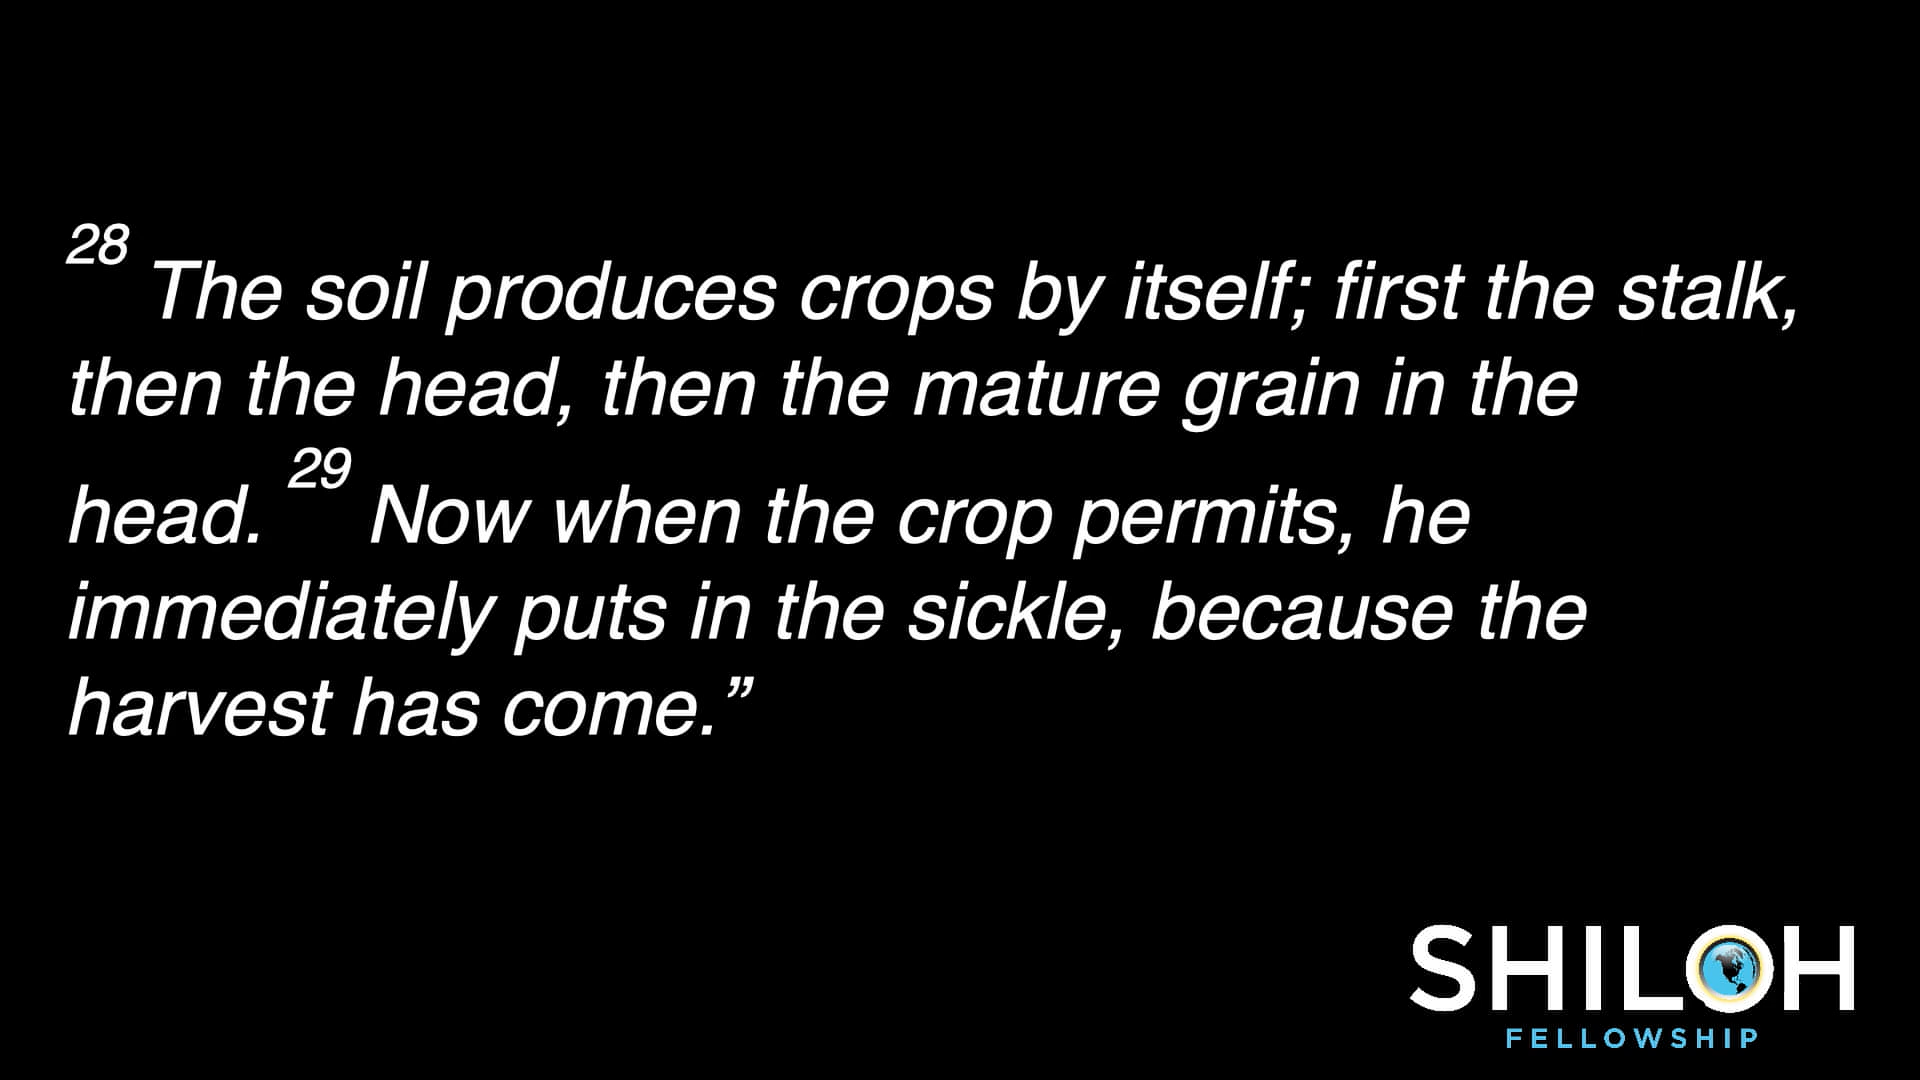 28 The soil produces crops by itself; first the stalk,
then the head, then the mature grain in the
head. 29 Now when the crop permits, he
immediately puts in the sickle, because the
harvest has come.”
SHILOH
FELLOWSHIP